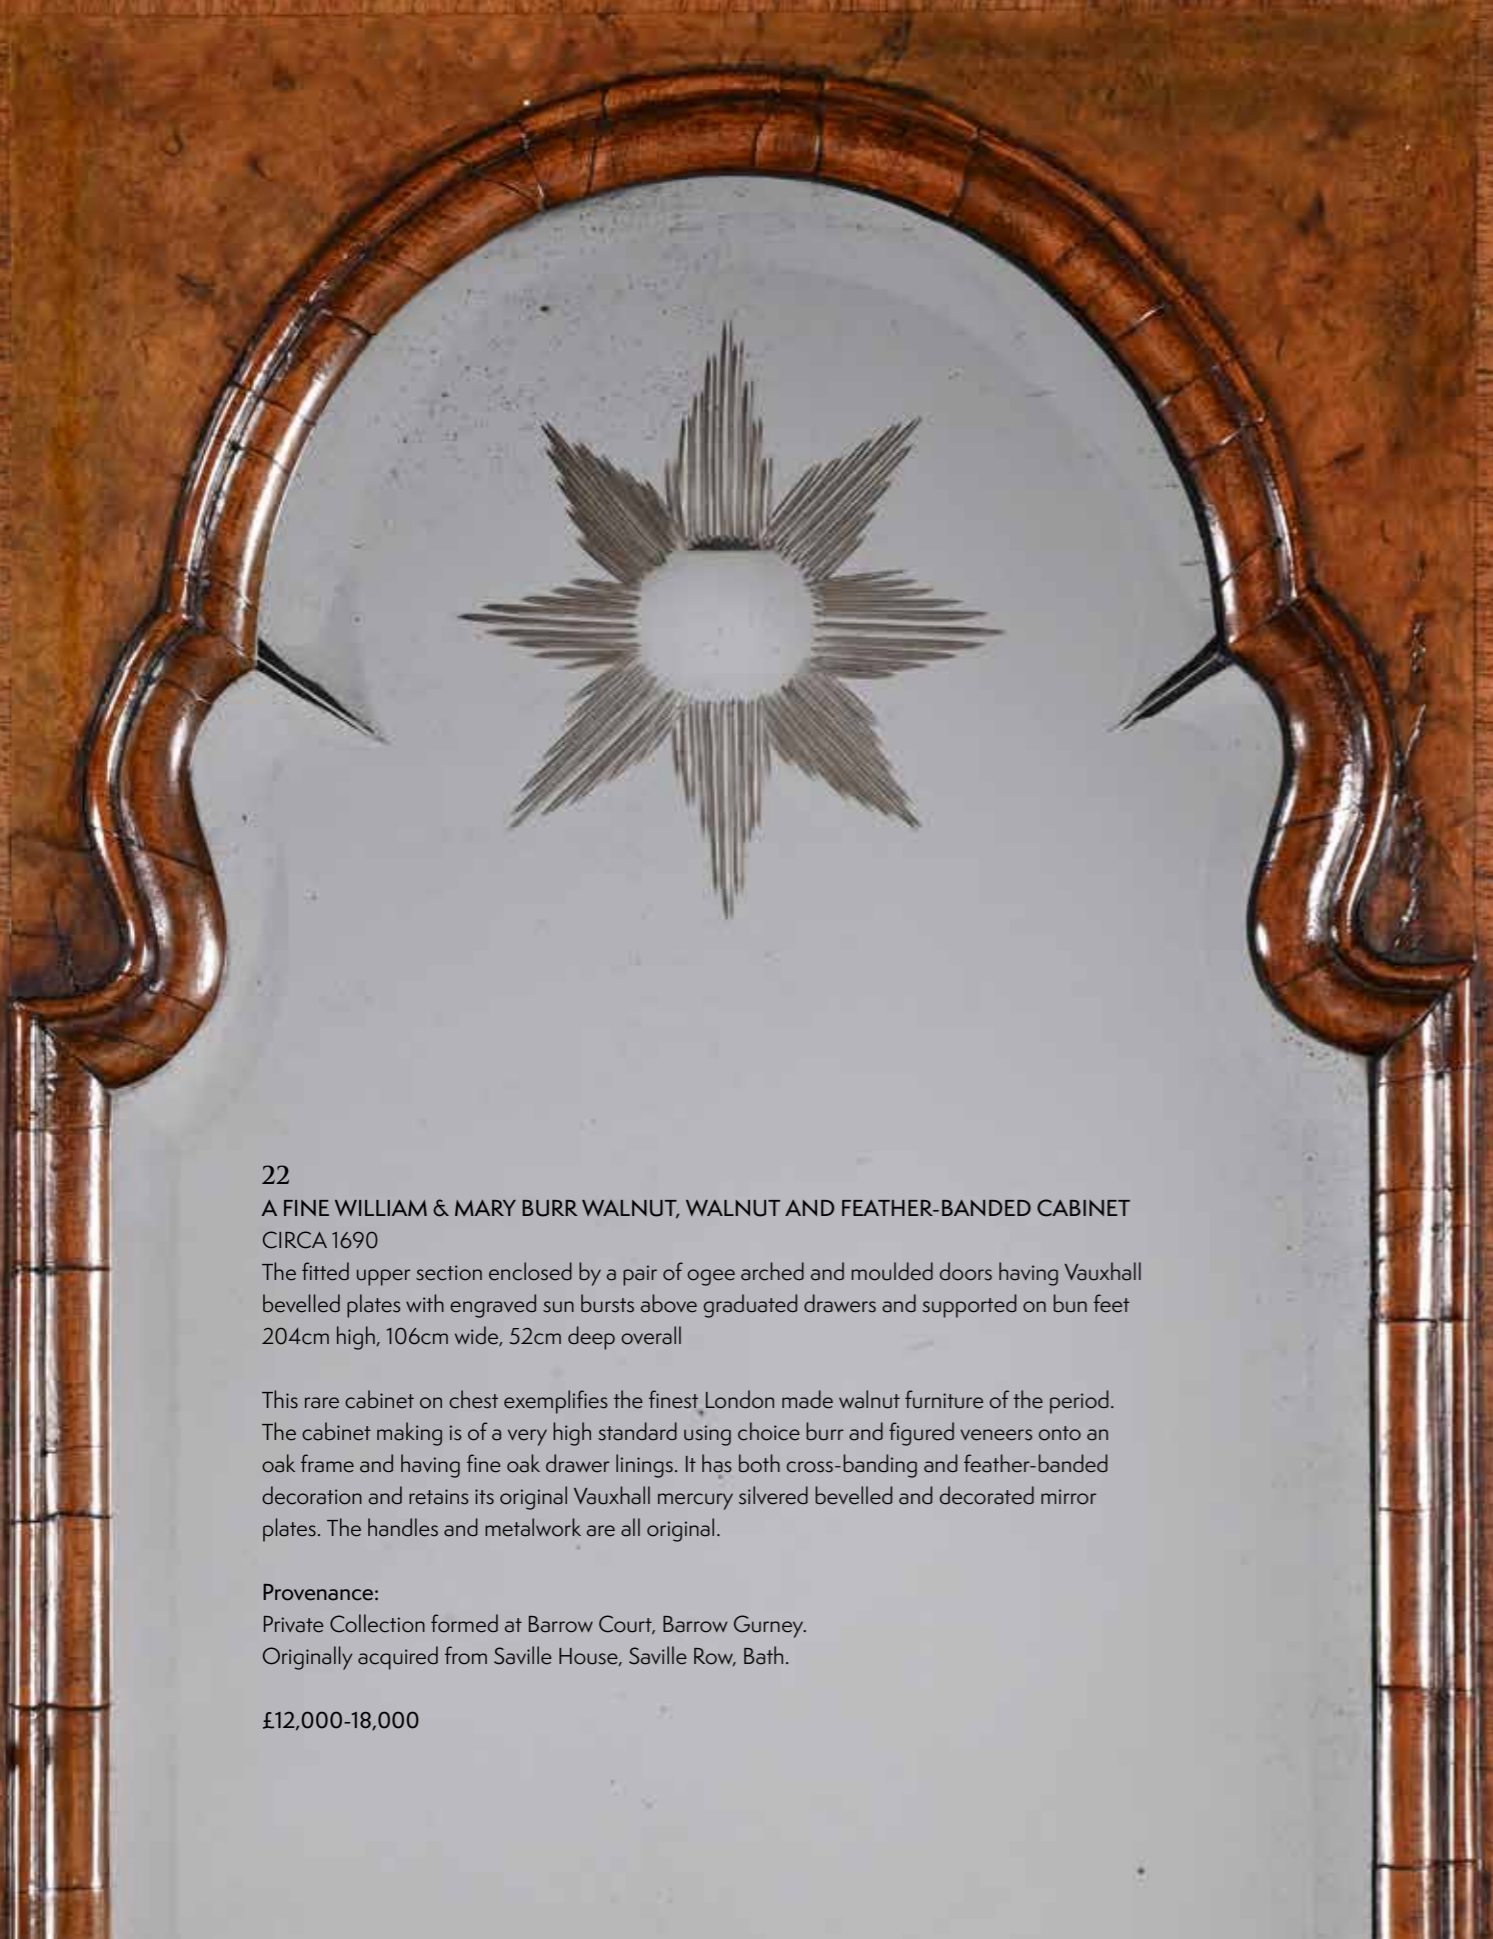 22
A FINE WILLIAM & MARY BURR WALNUT, WALNUT AND FEATHER-BANDED CABINET
CIRCA 1690
The fitted upper section enclosed by a pair of ogee arched and moulded doors having Vauxhall
bevelled plates with engraved sun bursts above graduated drawers and supported on bun feet
204cm high, 106cm wide, 52cm deep overall
This rare cabinet on chest exemplifies the finest London made walnut furniture of the period.
The cabinet making is of a very high standard using choice burr and figured veneers onto an
oak frame and having fine oak drawer linings. It has both cross-banding and feather-banded
decoration and retains its original Vauxhall mercury silvered bevelled and decorated mirror
plates. The handles and metalwork are all original.
Provenance:
Private Collection formed at Barrow Court, Barrow Gurney.
Originally acquired from Saville House, Saville Row, Bath.
£12,000-18,000